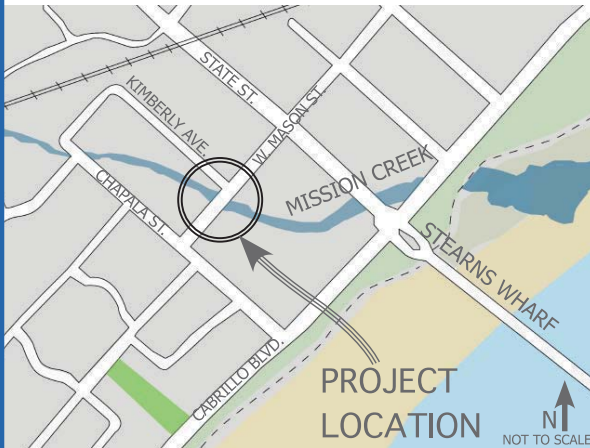 STATE ST.
KIMBERLY AVE.
W. MASON ST.
MISSION CREEK
CHAPALA ST.
STEARNS WHARF
CABRILLO BLVD.
PROJECT
LOCATION
N
NOT TO SCALE